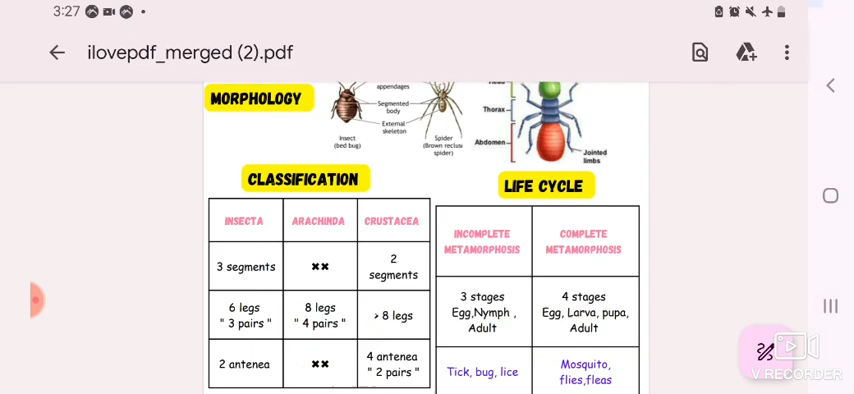 3:27
ilovepdf_merged (2).pdf
MORPHOLOGY
appendages
Segmented
body
External
skeleton
Insect
(bed bug)
Spider
(Brown recluse
spider)
Thorax
Abdomen
Jointed
limbs
CLASSIFICATION
LIFE CYCLE
INSECTA
ARACHINDA
CRUSTACEA
3 segments
××
2
segments
6 legs
" 3 pairs "
8 legs
" 4 pairs "
> 8 legs
2 antenea
××
4 antenea
" 2 pairs "
INCOMPLETE
METAMORPHOSIS
COMPLETE
METAMORPHOSIS
3 stages
Egg,Nymph ,
Adult
4 stages
Egg, Larva, pupa,
Adult
Tick, bug, lice
Mosquito,
flies,fleas
V RECORDER